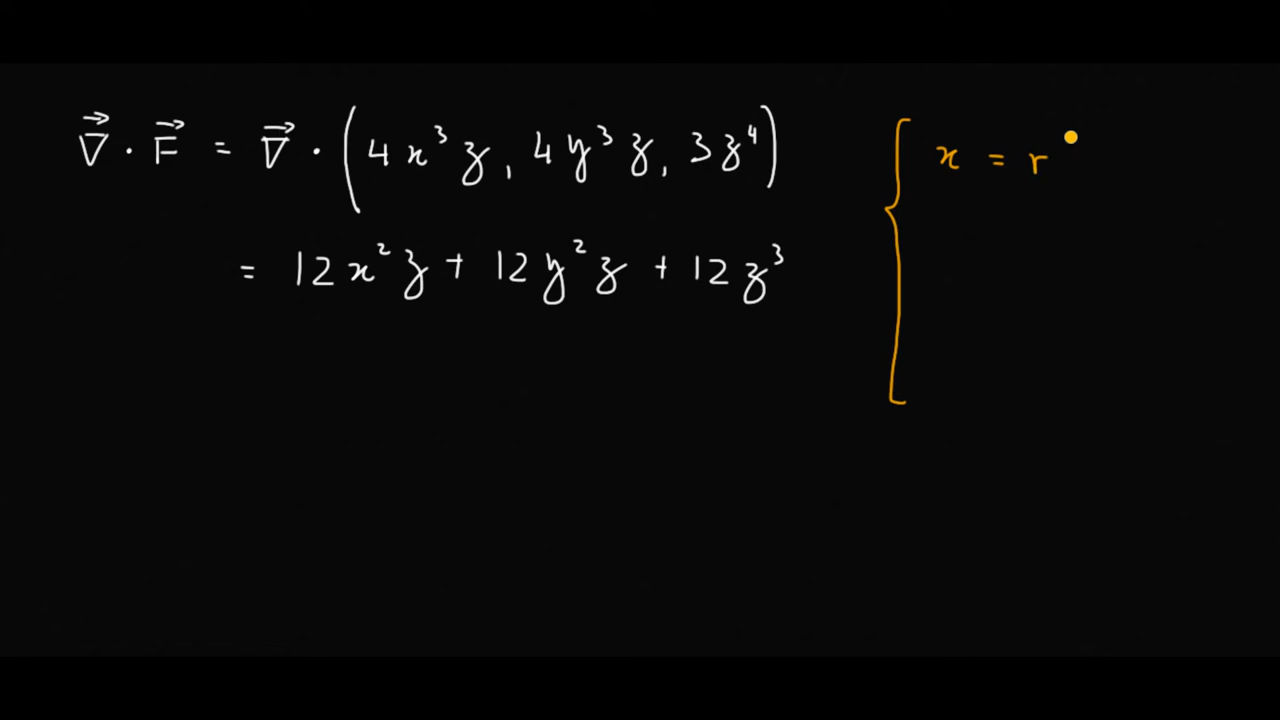 ∇⃗ · F⃗ = ∇⃗ · (4x³z, 4y³z, 3z⁴)
= 12x²z + 12y²z + 12z³
{ x = r